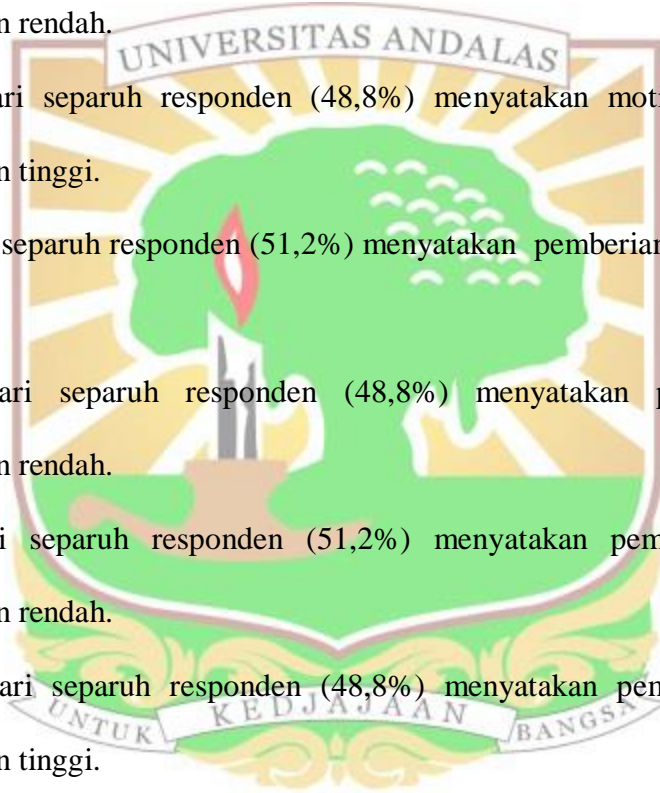 n rendah.
UNIVERSITAS ANDALAS
ari separuh responden (48,8%) menyatakan moti
n tinggi.
separuh responden (51,2%) menyatakan pemberian
ari separuh responden (48,8%) menyatakan p
n rendah.
i separuh responden (51,2%) menyatakan pem
n rendah.
ari separuh responden (48,8%) menyatakan pem
UNTUK KEDJAJAAN BANGSA
n tinggi.